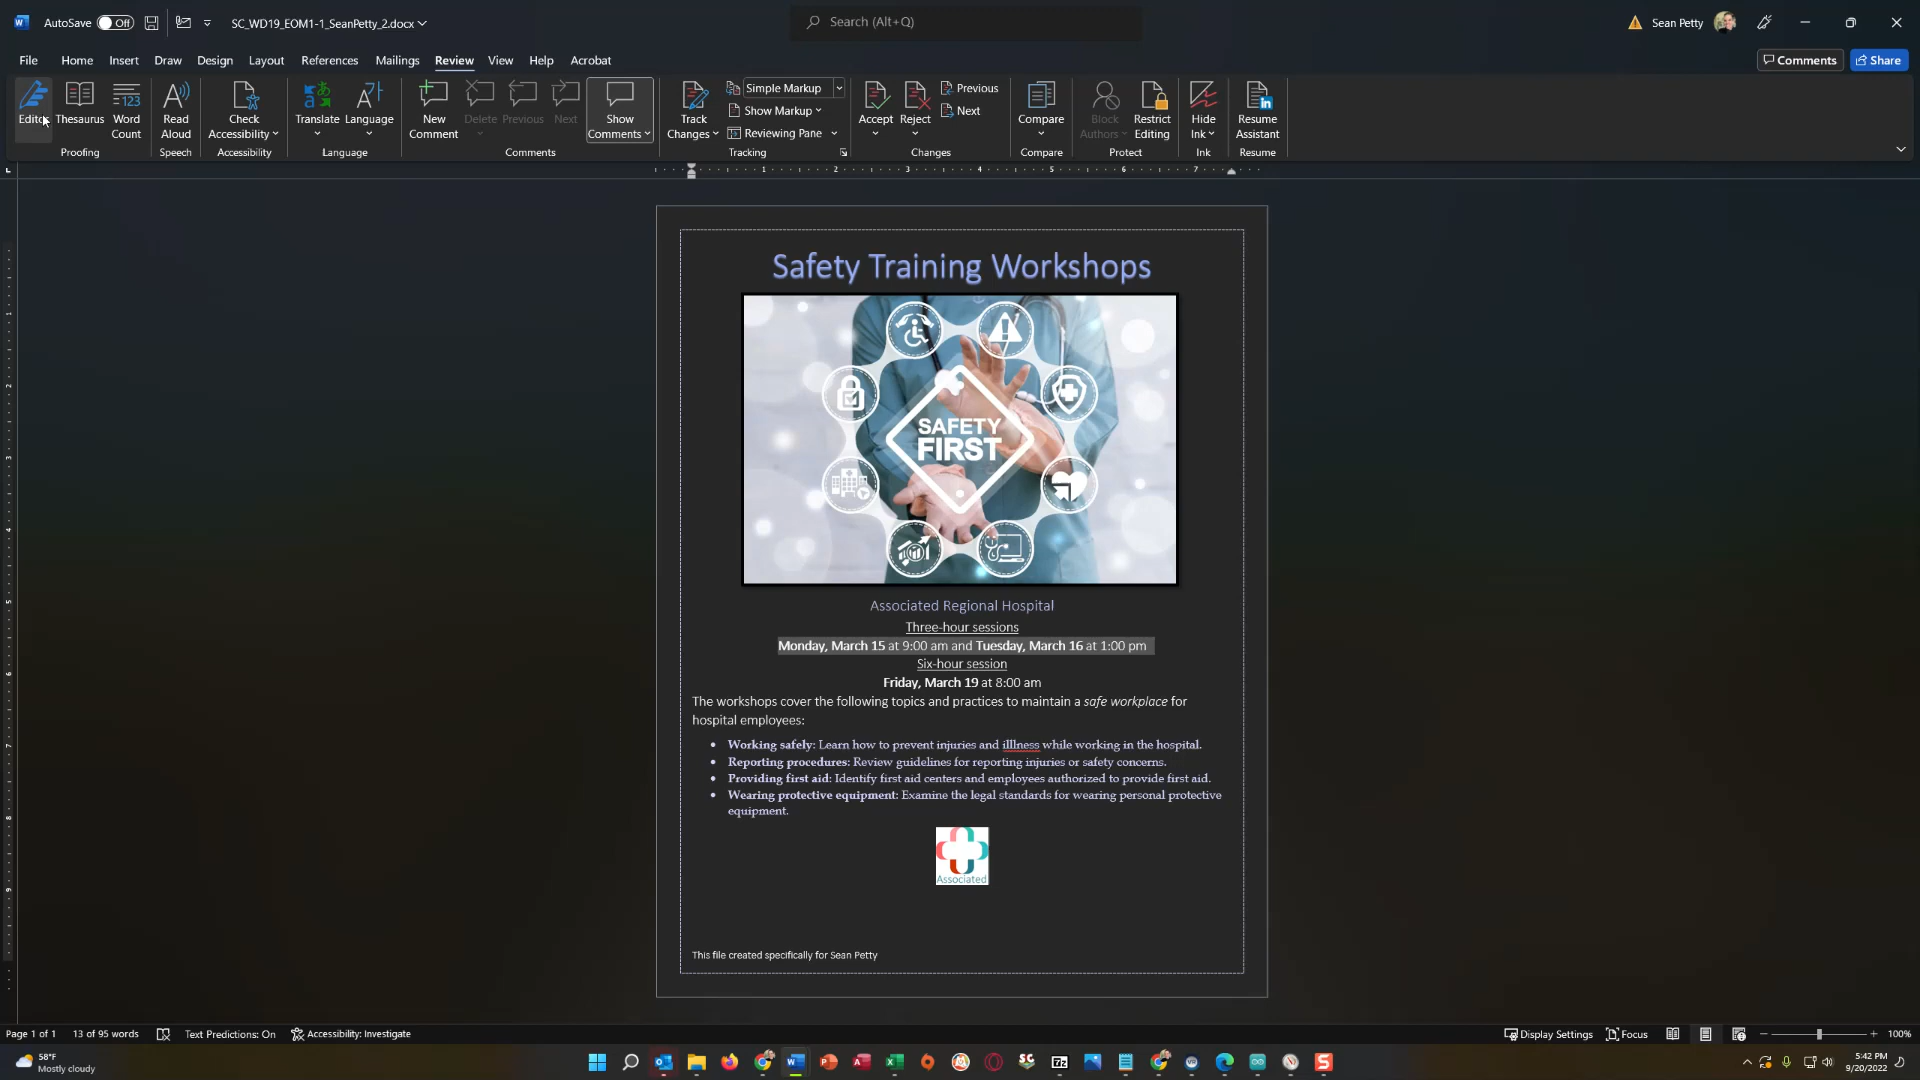 AutoSave Off SC_WD19_EOM1-1_SeanPetty_2.docx Search (Alt+Q) Sean Petty
File Home Insert Draw Design Layout References Mailings Review View Help Acrobat Comments Share
Editor Thesaurus Word Count
Proofing
Read Aloud
Speech
Check Accessibility
Accessibility
Translate Language
Language
New Comment Delete Previous Next Show Comments
Comments
Track Changes Simple Markup
Show Markup
Reviewing Pane
Tracking
Accept Reject Previous
Next
Changes
Compare
Compare
Block Authors Restrict Editing
Protect
Hide Ink
Ink
Resume Assistant
Resume
1 2 3 4 5 6 7
Safety Training Workshops
SAFETY
FIRST
Associated Regional Hospital
Three-hour sessions
Monday, March 15 at 9:00 am and Tuesday, March 16 at 1:00 pm
Six-hour session
Friday, March 19 at 8:00 am
The workshops cover the following topics and practices to maintain a safe workplace for
hospital employees:
• Working safely: Learn how to prevent injuries and illlness while working in the hospital.
• Reporting procedures: Review guidelines for reporting injuries or safety concerns.
• Providing first aid: Identify first aid centers and employees authorized to provide first aid.
• Wearing protective equipment: Examine the legal standards for wearing personal protective
equipment.
Associated
This file created specifically for Sean Petty
Page 1 of 1 13 of 95 words Text Predictions: On Accessibility: Investigate Display Settings Focus 100%
58°F
Mostly cloudy
5:42 PM
9/20/2022